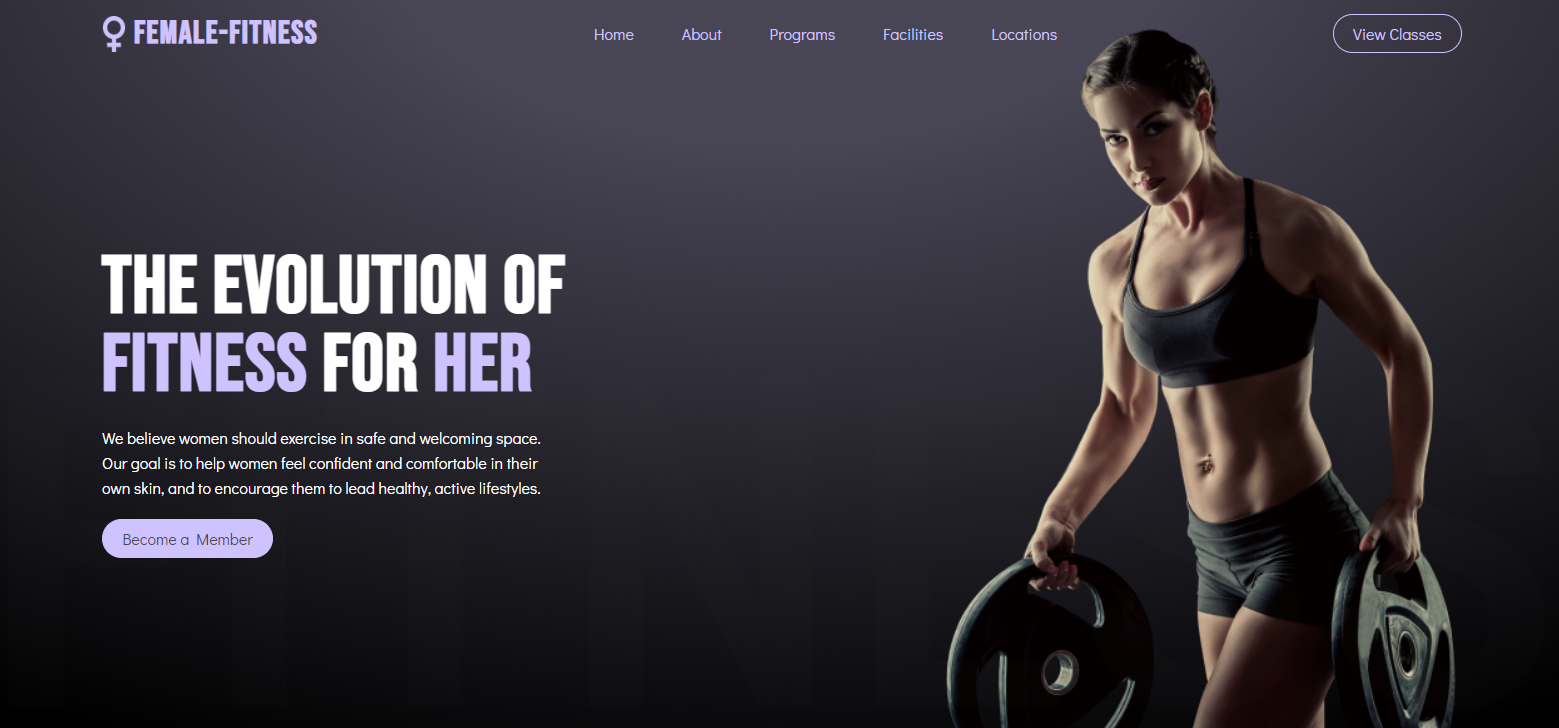 FEMALE-FITNESS
Home About Programs Facilities Locations
View Classes
THE EVOLUTION OF
FITNESS FOR HER
We believe women should exercise in safe and welcoming space.
Our goal is to help women feel confident and comfortable in their
own skin, and to encourage them to lead healthy, active lifestyles.
Become a Member